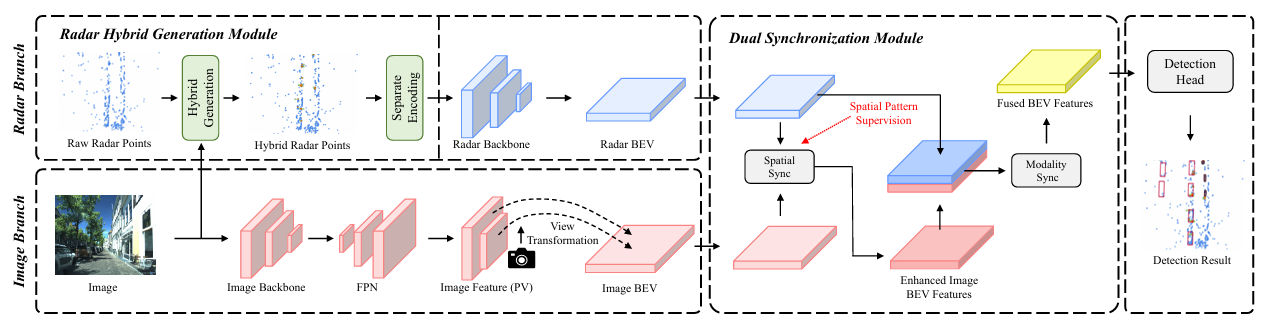 Radar Branch
Radar Hybrid Generation Module
Raw Radar Points
Hybrid
Generation
Hybrid Radar Points
Separate
Encoding
Radar Backbone
Radar BEV
Image Branch
Image
Image Backbone
FPN
Image Feature (PV)
View
Transformation
Image BEV
Dual Synchronization Module
Spatial Pattern
Supervision
Spatial
Sync
Enhanced Image
BEV Features
Modality
Sync
Fused BEV Features
Detection
Head
Detection Result